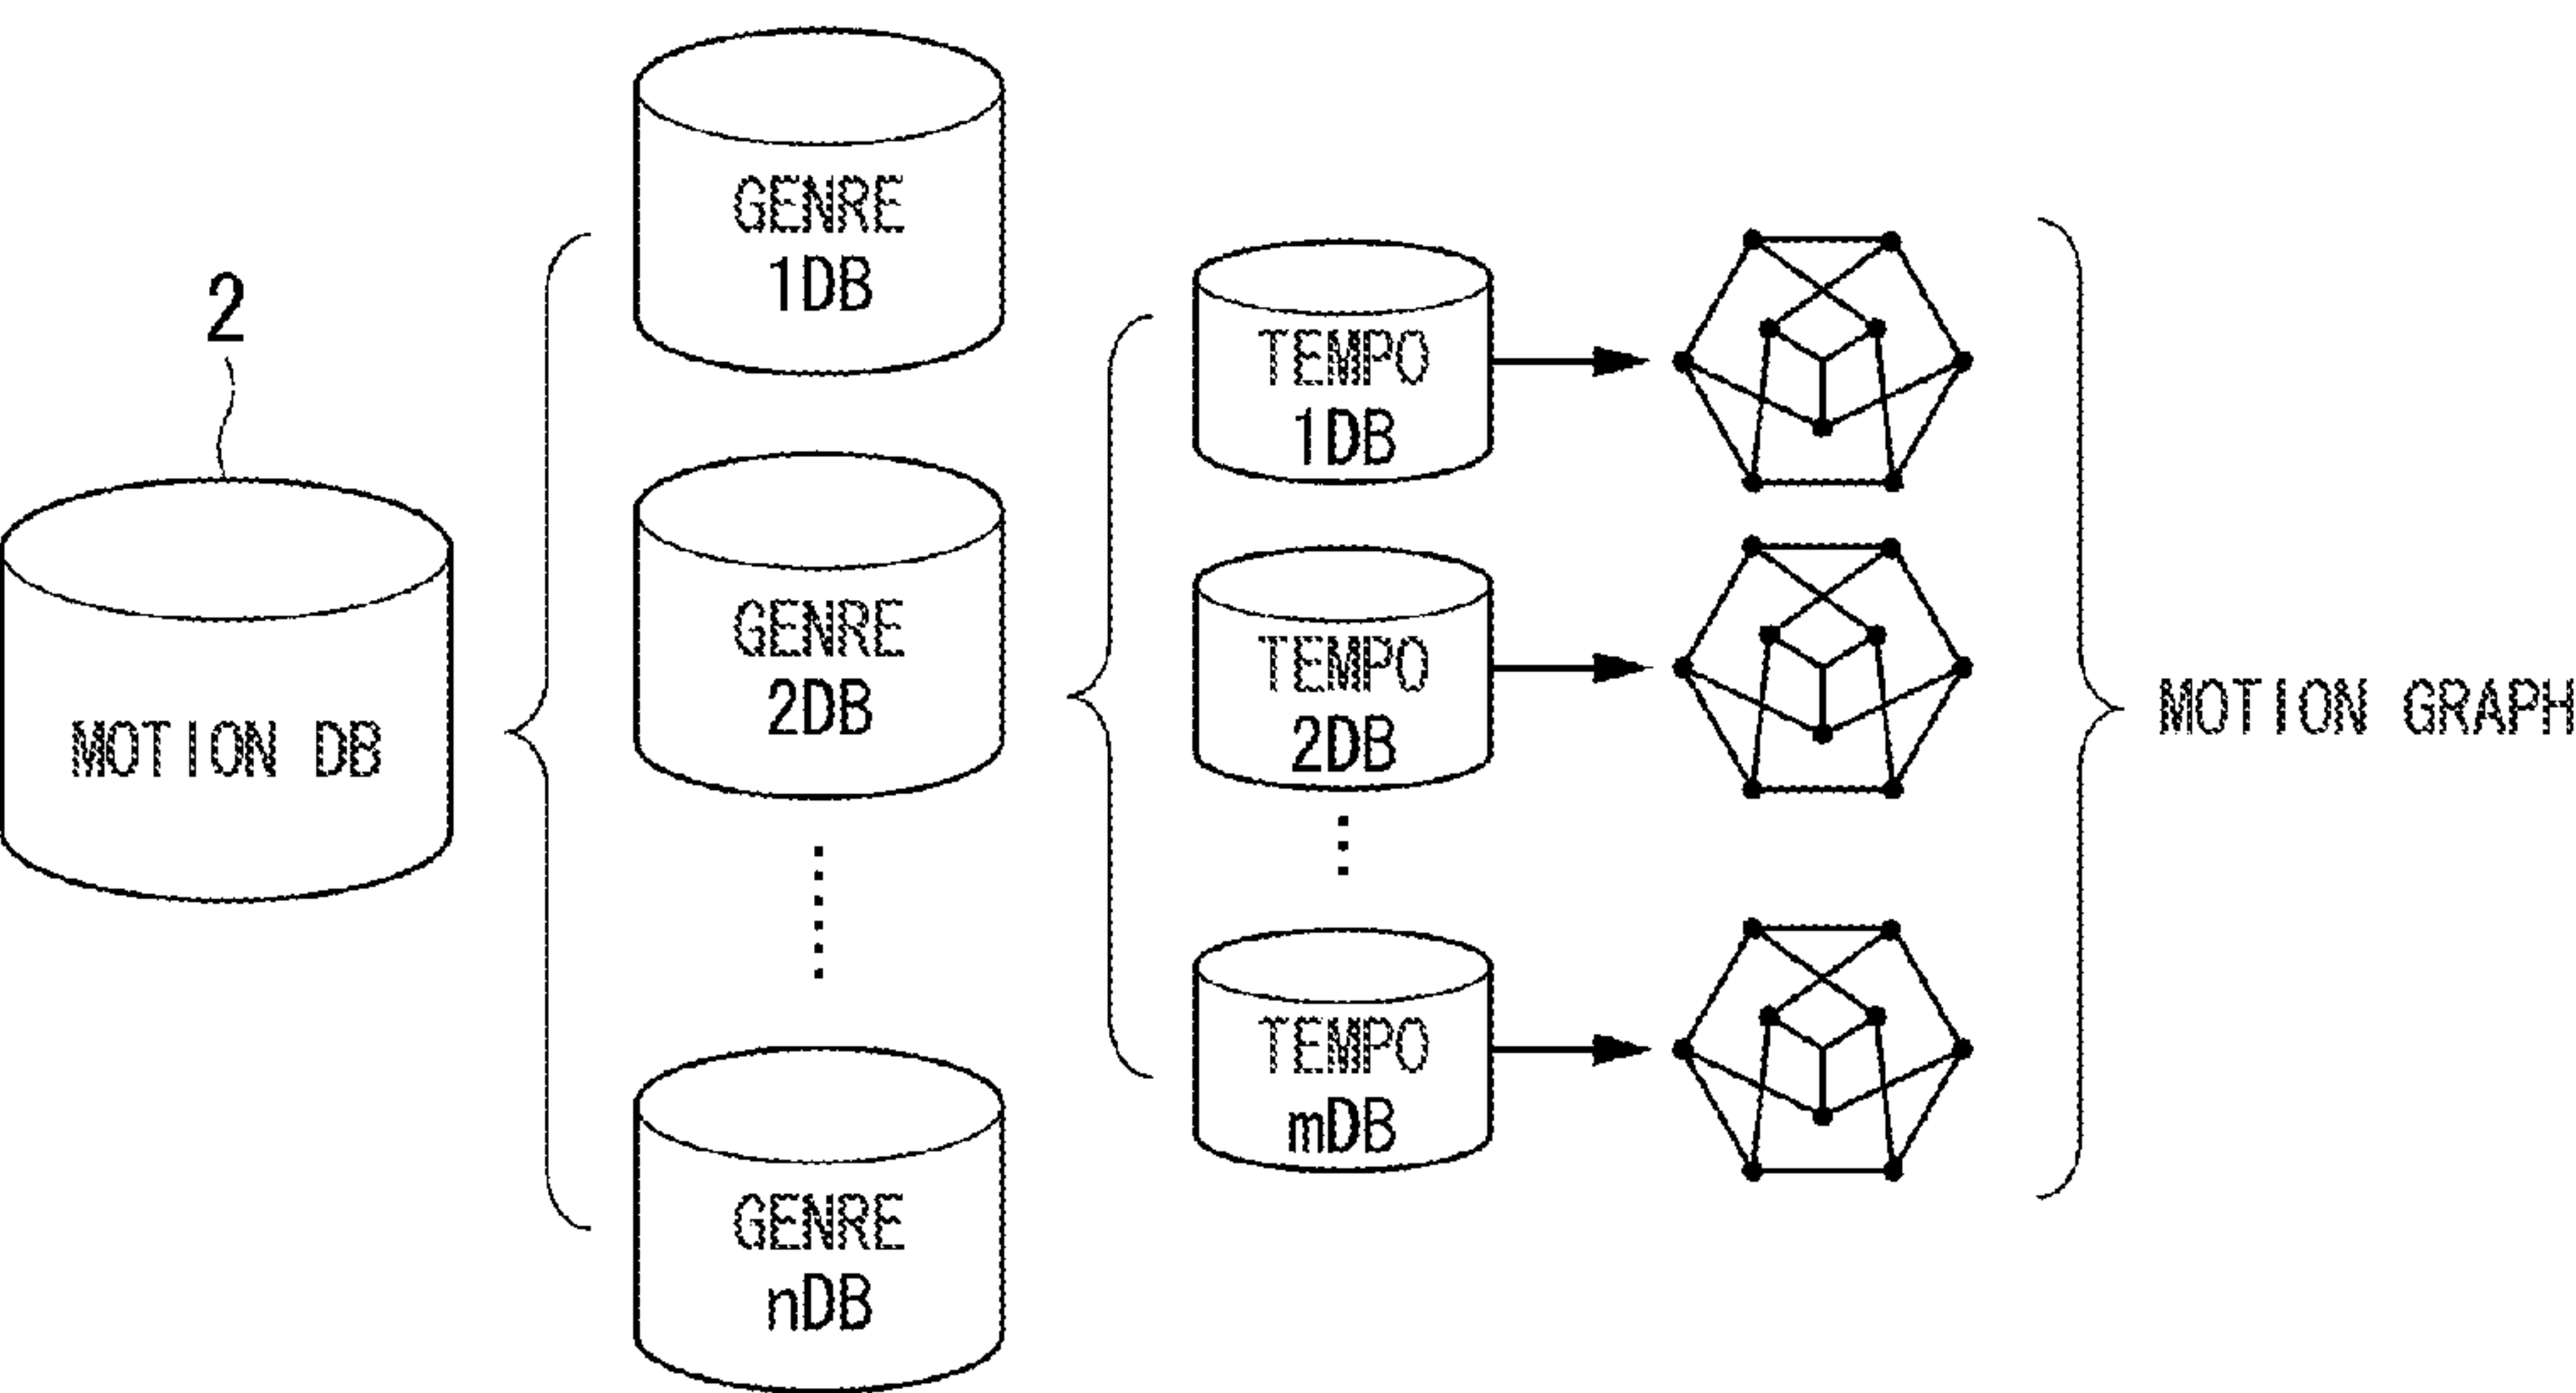 2
MOTION DB
GENRE
1DB
GENRE
2DB
GENRE
nDB
TEMPO
1DB
TEMPO
2DB
TEMPO
mDB
MOTION GRAPH